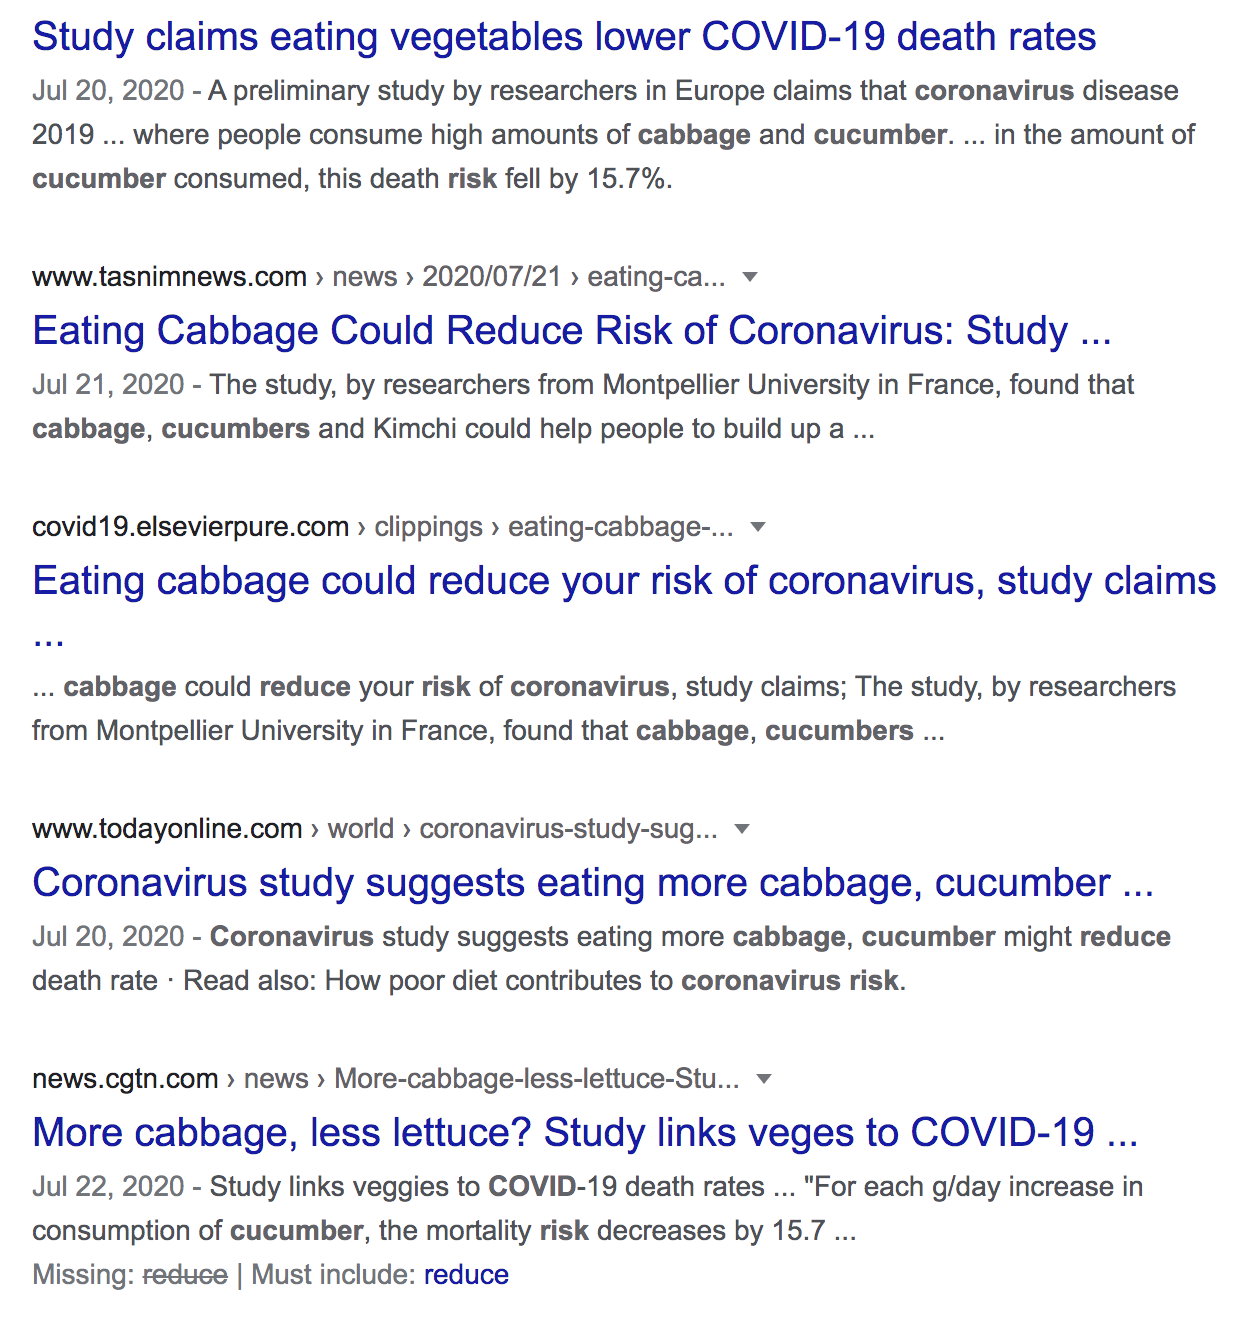 Study claims eating vegetables lower COVID-19 death rates
Jul 20, 2020 - A preliminary study by researchers in Europe claims that coronavirus disease
2019 ... where people consume high amounts of cabbage and cucumber. ... in the amount of
cucumber consumed, this death risk fell by 15.7%.
www.tasnimnews.com › news › 2020/07/21 › eating-ca...
Eating Cabbage Could Reduce Risk of Coronavirus: Study ...
Jul 21, 2020 - The study, by researchers from Montpellier University in France, found that
cabbage, cucumbers and Kimchi could help people to build up a ...
covid19.elsevierpure.com › clippings › eating-cabbage-...
Eating cabbage could reduce your risk of coronavirus, study claims
...
... cabbage could reduce your risk of coronavirus, study claims; The study, by researchers
from Montpellier University in France, found that cabbage, cucumbers ...
www.todayonline.com › world › coronavirus-study-sug...
Coronavirus study suggests eating more cabbage, cucumber ...
Jul 20, 2020 - Coronavirus study suggests eating more cabbage, cucumber might reduce
death rate · Read also: How poor diet contributes to coronavirus risk.
news.cgtn.com › news › More-cabbage-less-lettuce-Stu...
More cabbage, less lettuce? Study links veges to COVID-19 ...
Jul 22, 2020 - Study links veggies to COVID-19 death rates ... "For each g/day increase in
consumption of cucumber, the mortality risk decreases by 15.7 ...
Missing: reduce | Must include: reduce